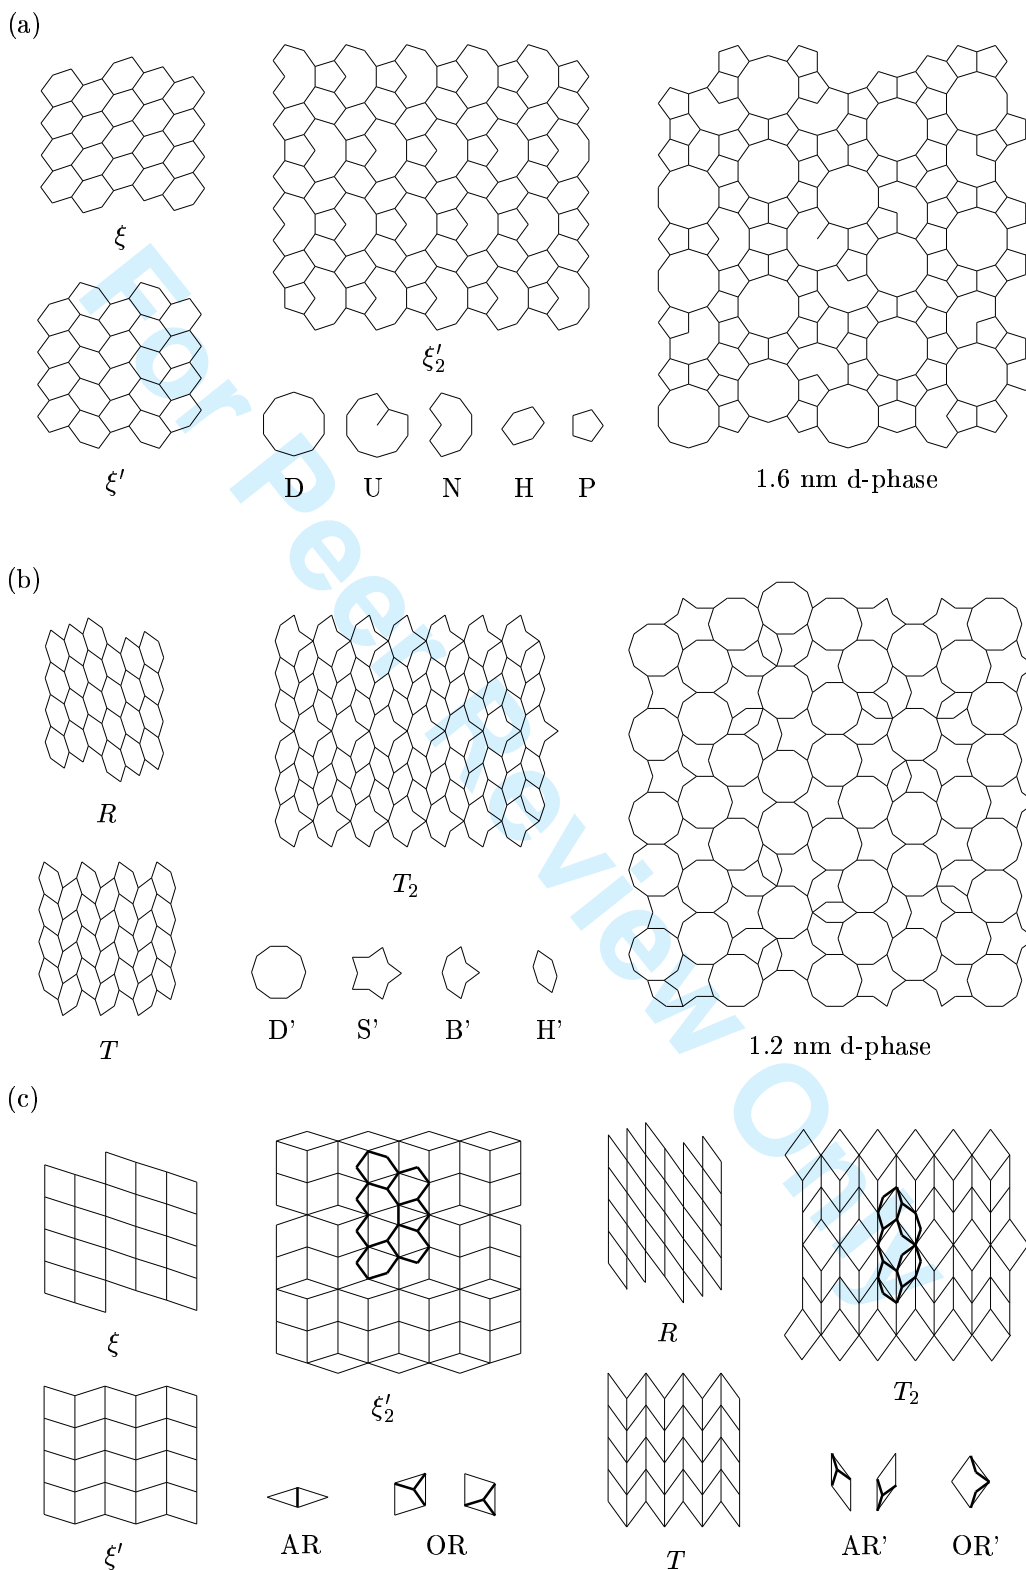 (a)
ξ
ξ′
ξ′₂
D U N H P
1.6 nm d-phase
(b)
R
T
T₂
D' S' B' H'
1.2 nm d-phase
(c)
ξ
ξ′
ξ′₂
AR OR
R
T
T₂
AR' OR'
For Peer Review Only